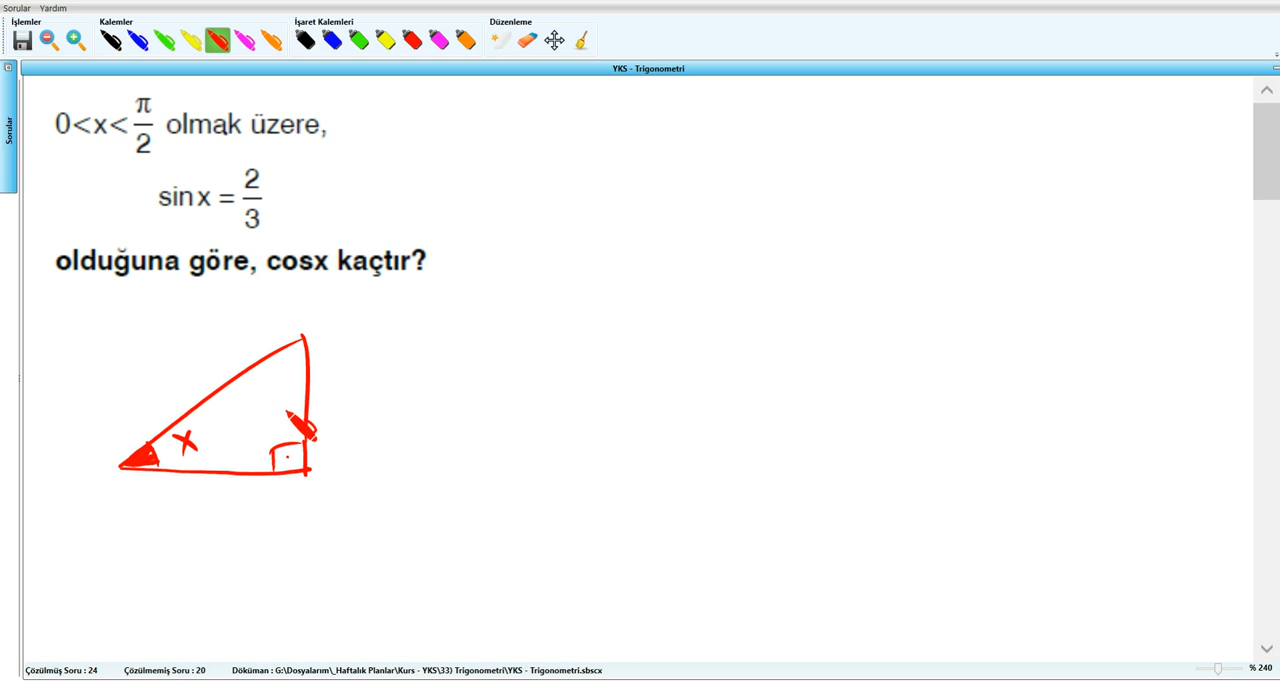 Sorular Yardım
İşlemler Kalemler İşaret Kalemleri Düzenleme
YKS - Trigonometri
Sorular
0<x<π/2 olmak üzere,
sinx = 2/3
olduğuna göre, cosx kaçtır?
x
Çözülmüş Soru : 24 Çözülmemiş Soru : 20 Döküman : G:\Dosyalarım\_Haftalık Planlar\Kurs - YKS\33) Trigonometri\YKS - Trigonometri.sbscx % 240